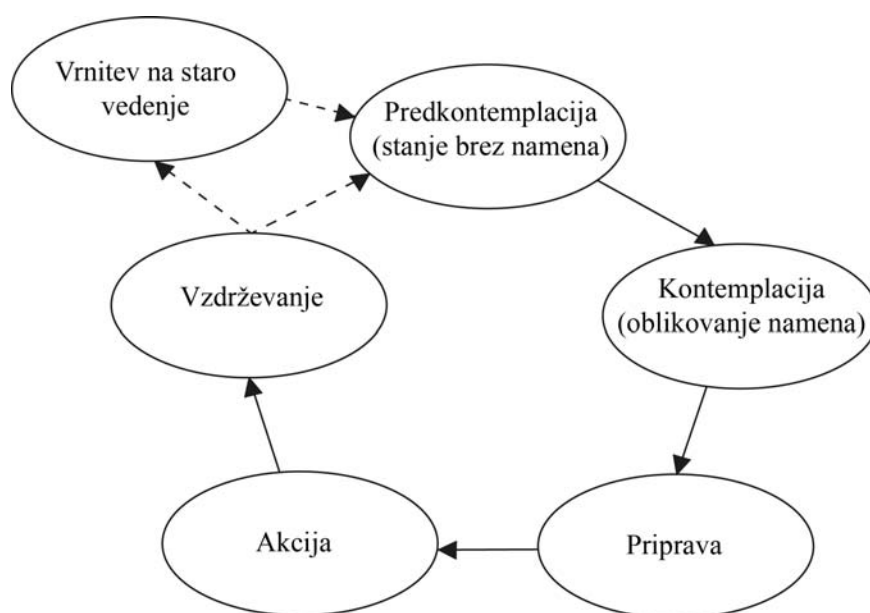 Vrnitev na staro
vedenje
Predkontemplacija
(stanje brez namena)
Kontemplacija
(oblikovanje namena)
Vzdrževanje
Akcija
Priprava